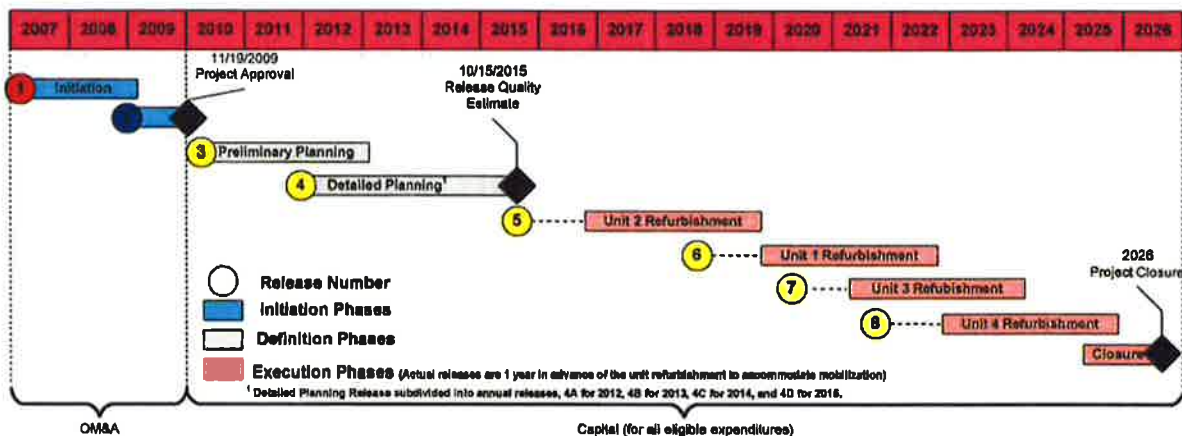 2007 2008 2009 2010 2011 2012 2013 2014 2015 2016 2017 2018 2019 2020 2021 2022 2023 2024 2025 2026
11/19/2009
Project Approval
10/15/2015
Release Quality
Estimate
1 Initiation
3 Preliminary Planning
4 Detailed Planning¹
5 Unit 2 Refurbishment
6 Unit 1 Refurbishment
2026
Project Closure
7 Unit 3 Refubishment
8 Unit 4 Refurbishment
Closure
Release Number
Initiation Phases
Definition Phases
Execution Phases (Actual releases are 1 year in advance of the unit refurbishment to accommodate mobilization)
¹ Detailed Planning Release subdivided into annual releases, 4A for 2012, 4B for 2013, 4C for 2014, and 4D for 2015.
OM&A
Capital (for all eligible expenditures)